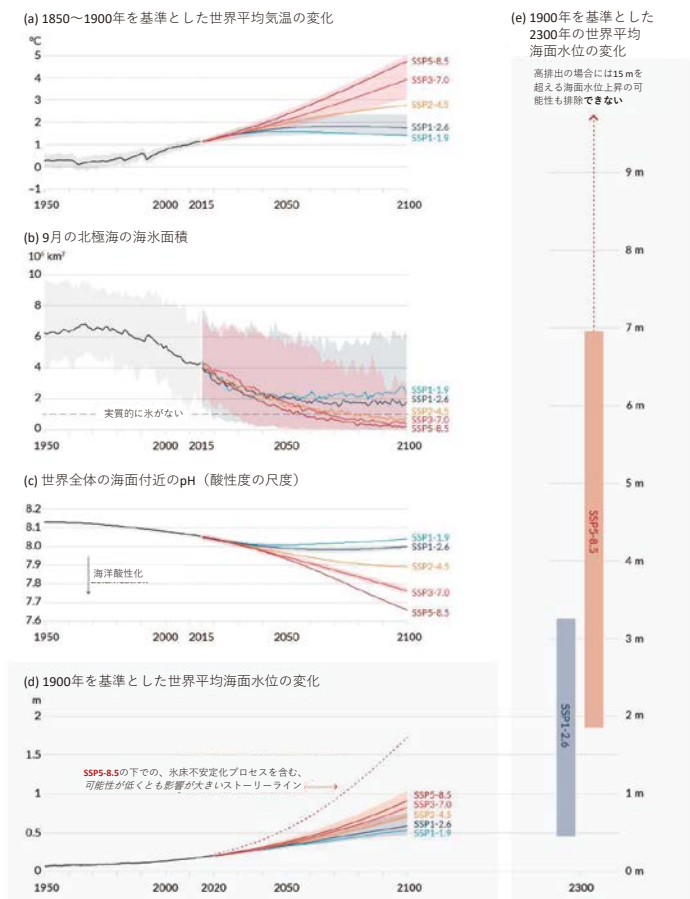 (a) 1850～1900年を基準とした世界平均気温の変化
℃
5
4
3
2
1
0
−1
SSP5-8.5
SSP3-7.0
SSP2-4.5
SSP1-2.6
SSP1-1.9
1950 2000 2015 2050 2100
(b) 9月の北極海の海氷面積
10⁶ km²
10
8
6
4
2
0
実質的に氷がない
SSP1-1.9
SSP1-2.6
SSP2-4.5
SSP3-7.0
SSP5-8.5
1950 2000 2015 2050 2100
(c) 世界全体の海面付近のpH（酸性度の尺度）
8.2
8.1
8.0
7.9
7.8
7.7
7.6
海洋酸性化
SSP1-1.9
SSP1-2.6
SSP2-4.5
SSP3-7.0
SSP5-8.5
1950 2000 2015 2050 2100
(d) 1900年を基準とした世界平均海面水位の変化
m
2
1.5
1
0.5
0
SSP5-8.5の下での、氷床不安定化プロセスを含む、
可能性が低くとも影響が大きいストーリーライン
SSP5-8.5
SSP3-7.0
SSP2-4.5
SSP1-2.6
SSP1-1.9
1950 2000 2020 2050 2100
(e) 1900年を基準とした
2300年の世界平均
海面水位の変化
高排出の場合には15 mを
超える海面水位上昇の可
能性も排除できない
9 m
8 m
7 m
6 m
5 m
4 m
3 m
2 m
1 m
0 m
SSP5-8.5
SSP1-2.6
2300